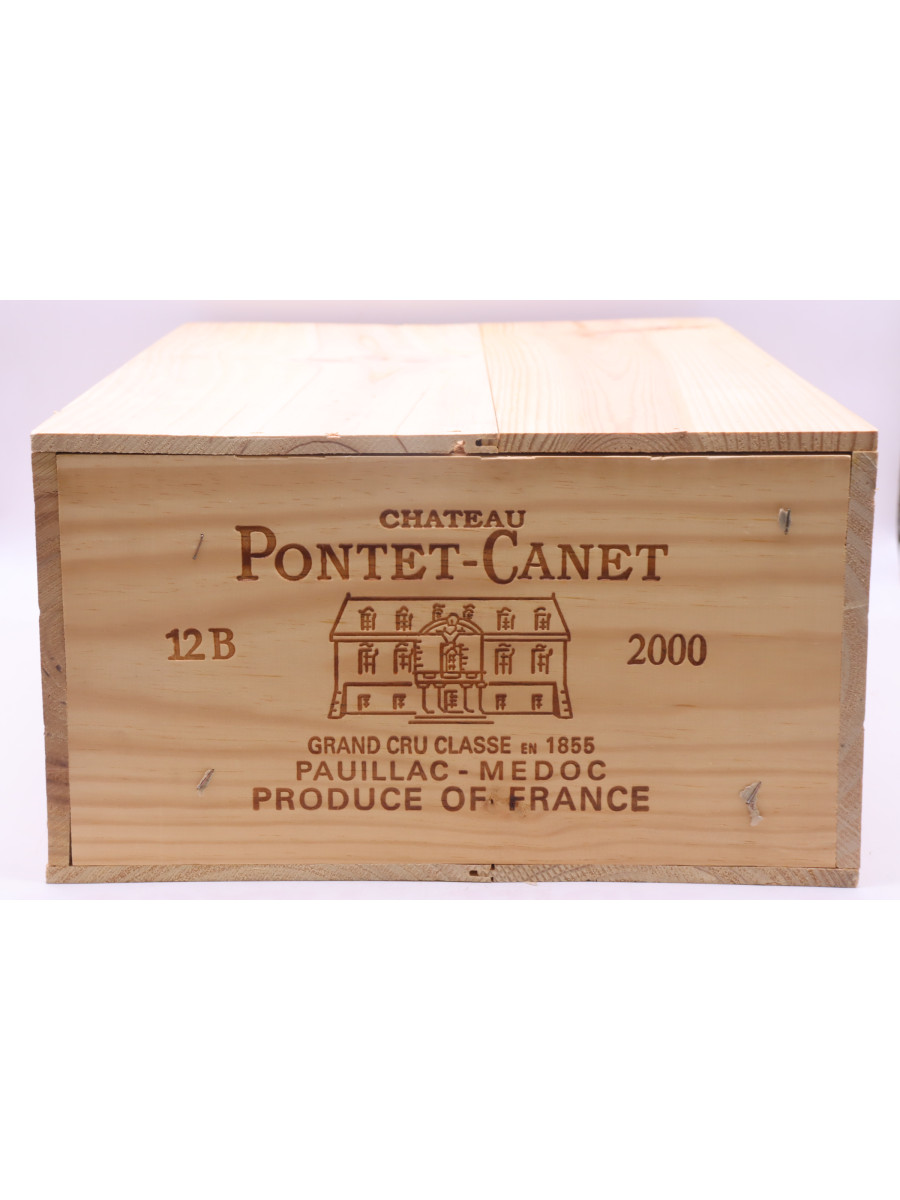 CHATEAU
PONTET-CANET
12B 2000
GRAND CRU CLASSE EN 1855
PAUILLAC - MEDOC
PRODUCE OF FRANCE